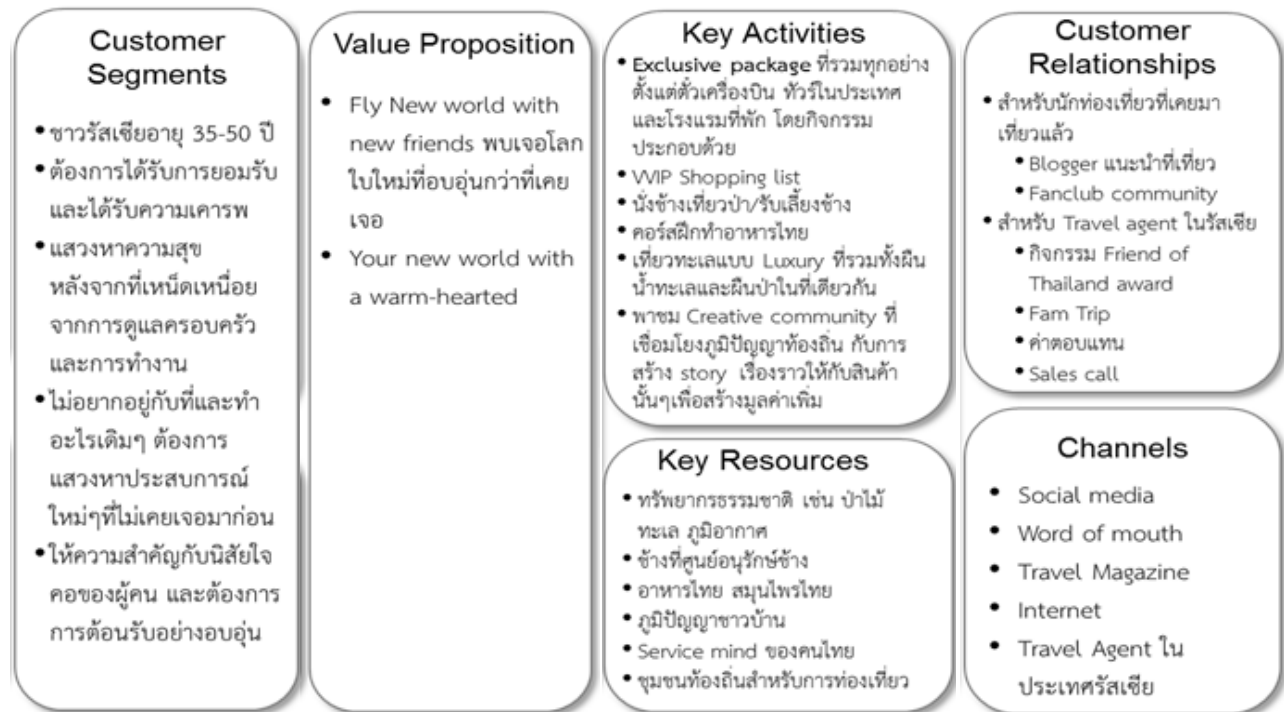 Customer
Segments
•ชาวรัสเซียอายุ 35-50 ปี
•ต้องการได้รับการยอมรับ
และได้รับความเคารพ
•แสวงหาความสุข
หลังจากที่เหน็ดเหนื่อย
จากการดูแลครอบครัว
และการทำงาน
•ไม่อยากอยู่กับที่และทำ
อะไรเดิมๆ ต้องการ
แสวงหาประสบการณ์
ใหม่ๆที่ไม่เคยเจอมาก่อน
•ให้ความสำคัญกับนิสัยใจ
คอของผู้คน และต้องการ
การต้อนรับอย่างอบอุ่น
Value Proposition
• Fly New world with
new friends พบเจอโลก
ใบใหม่ที่อบอุ่นกว่าที่เคย
เจอ
• Your new world with
a warm-hearted
Key Activities
• Exclusive package ที่รวมทุกอย่าง
ตั้งแต่ตั๋วเครื่องบิน ทัวร์ในประเทศ
และโรงแรมที่พัก โดยกิจกรรม
ประกอบด้วย
• VVIP Shopping list
• นั่งช้างเที่ยวป่า/รับเลี้ยงช้าง
• คอร์สฝึกทำอาหารไทย
• เที่ยวทะเลแบบ Luxury ที่รวมทั้งผืน
น้ำทะเลและผืนป่าในที่เดียวกัน
• พาชม Creative community ที่
เชื่อมโยงภูมิปัญญาท้องถิ่น กับการ
สร้าง story เรื่องราวให้กับสินค้า
นั้นๆเพื่อสร้างมูลค่าเพิ่ม
Key Resources
• ทรัพยากรธรรมชาติ เช่น ป่าไม้
ทะเล ภูมิอากาศ
• ช้างที่ศูนย์อนุรักษ์ช้าง
• อาหารไทย สมุนไพรไทย
• ภูมิปัญญาชาวบ้าน
• Service mind ของคนไทย
• ชุมชนท้องถิ่นสำหรับการท่องเที่ยว
Customer
Relationships
• สำหรับนักท่องเที่ยวที่เคยมา
เที่ยวแล้ว
• Blogger แนะนำที่เที่ยว
• Fanclub community
• สำหรับ Travel agent ในรัสเซีย
• กิจกรรม Friend of
Thailand award
• Fam Trip
• ค่าตอบแทน
• Sales call
Channels
• Social media
• Word of mouth
• Travel Magazine
• Internet
• Travel Agent ใน
ประเทศรัสเซีย